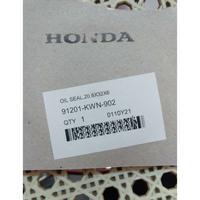 HONDA
OIL SEAL,20.8X32X6
91201-KWN-902
QTY 1 0110Y21